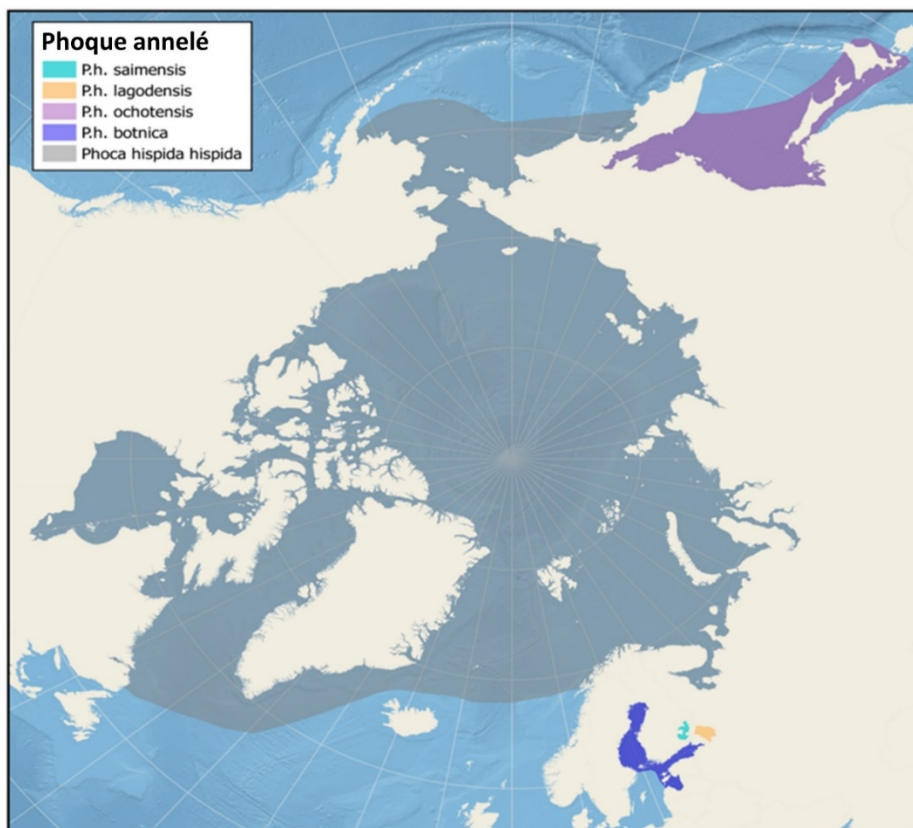 Phoque annelé
P.h. saimensis
P.h. lagodensis
P.h. ochotensis
P.h. botnica
Phoca hispida hispida